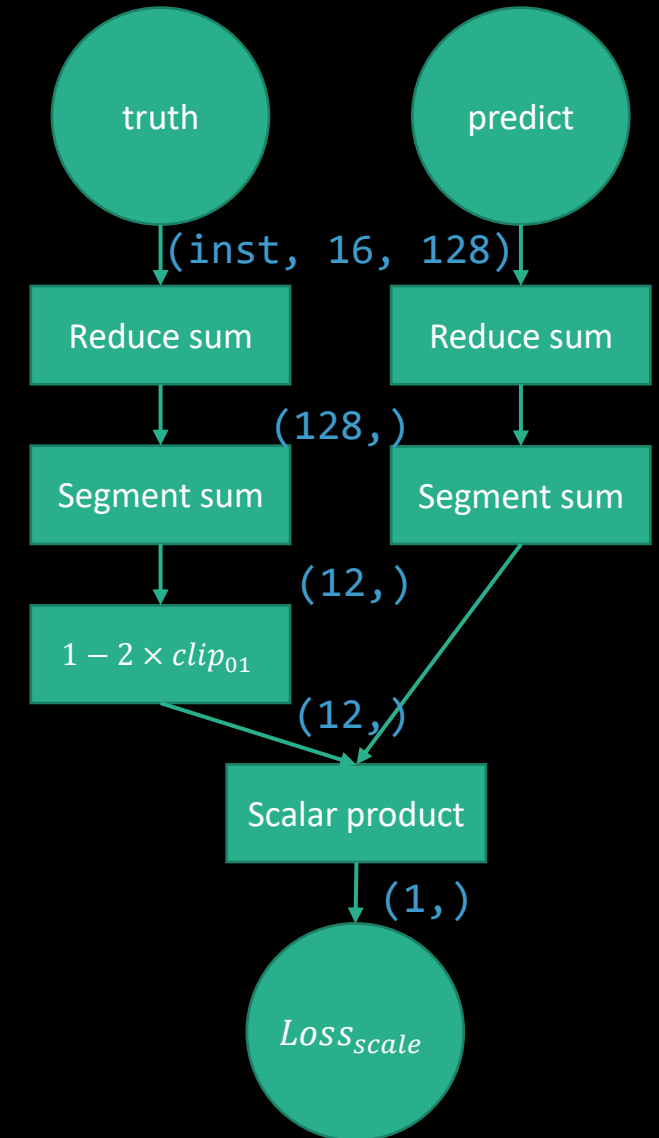 truth predict
(inst, 16, 128)
Reduce sum Reduce sum
(128,)
Segment sum Segment sum
(12,)
1 − 2 × clip₀₁
(12,)
Scalar product
(1,)
Loss_scale